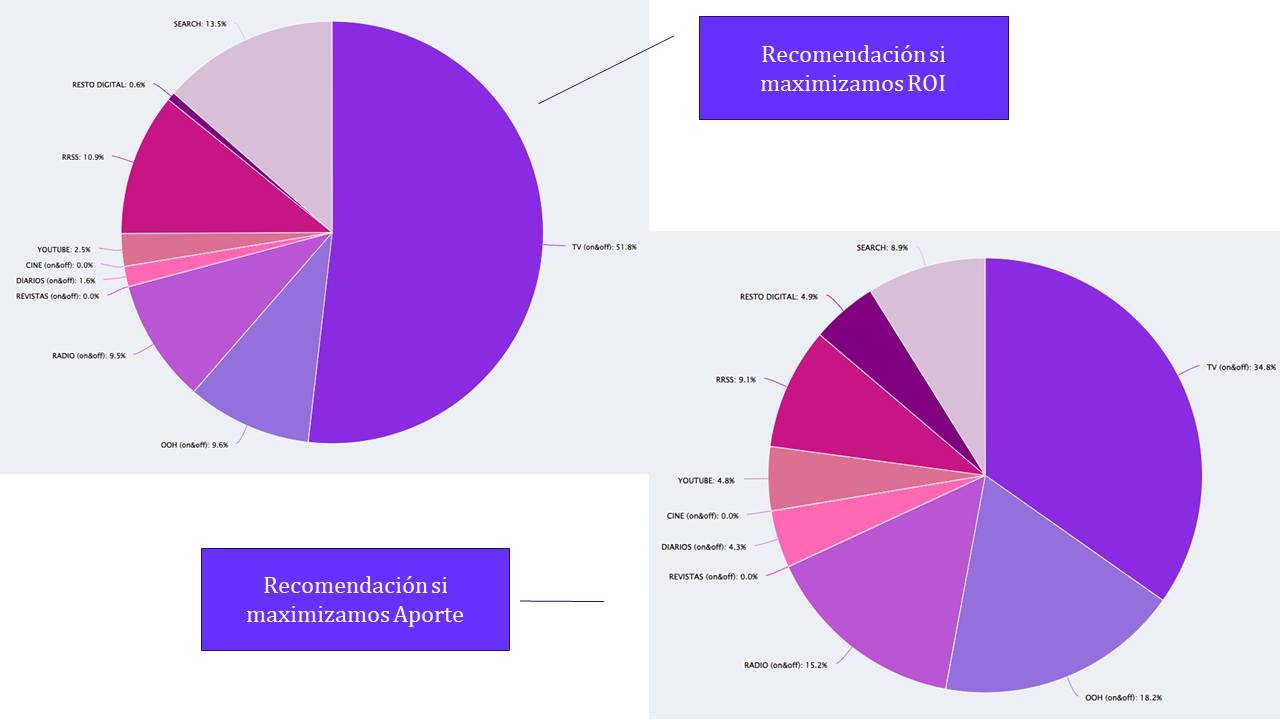 SEARCH: 13.5%
RESTO DIGITAL: 0.6%
RRSS: 10.9%
YOUTUBE: 2.5%
CINE (on&off): 0.0%
DIARIOS (on&off): 1.6%
REVISTAS (on&off): 0.0%
RADIO (on&off): 9.5%
OOH (on&off): 9.6%
TV (on&off): 51.8%
Recomendación si
maximizamos ROI
SEARCH: 8.9%
RESTO DIGITAL: 4.9%
RRSS: 9.1%
YOUTUBE: 4.8%
CINE (on&off): 0.0%
DIARIOS (on&off): 4.3%
REVISTAS (on&off): 0.0%
RADIO (on&off): 15.2%
OOH (on&off): 18.2%
TV (on&off): 34.8%
Recomendación si
maximizamos Aporte